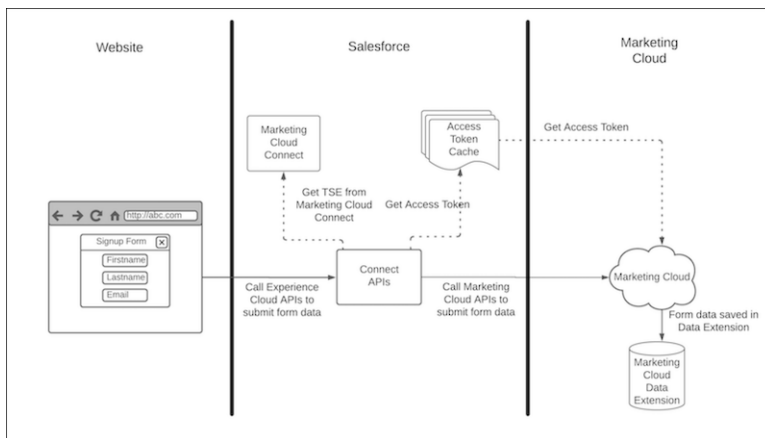 Website
Salesforce
Marketing
Cloud
Marketing
Cloud
Connect
Access
Token
Cache
Get Access Token
Get TSE from
Marketing Cloud
Connect
Get Access Token
http://abc.com
Signup Form
Firstname
Lastname
Email
Connect
APIs
Marketing Cloud
Call Experience
Cloud APIs to
submit form data
Call Marketing
Cloud APIs to
submit form data
Form data saved in
Data Extension
Marketing
Cloud
Data
Extension